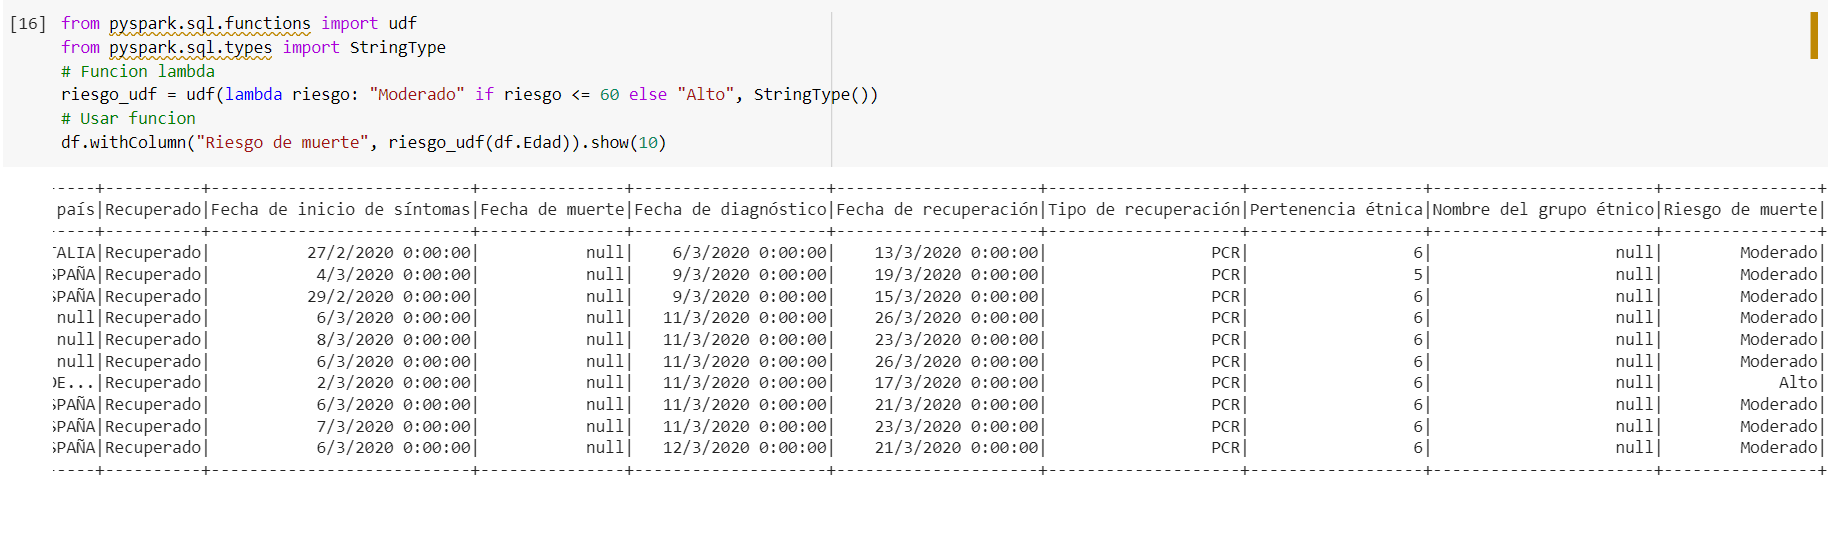 [16] from pyspark.sql.functions import udf
from pyspark.sql.types import StringType
# Funcion lambda
riesgo_udf = udf(lambda riesgo: "Moderado" if riesgo <= 60 else "Alto", StringType())
# Usar funcion
df.withColumn("Riesgo de muerte", riesgo_udf(df.Edad)).show(10)
-----+----------+---------------------------+---------------+--------------------+---------------------+--------------------+------------------+-----------------------+----------------+
país|Recuperado|Fecha de inicio de síntomas|Fecha de muerte|Fecha de diagnóstico|Fecha de recuperación|Tipo de recuperación|Pertenencia étnica|Nombre del grupo étnico|Riesgo de muerte|
-----+----------+---------------------------+---------------+--------------------+---------------------+--------------------+------------------+-----------------------+----------------+
TALIA|Recuperado| 27/2/2020 0:00:00| null| 6/3/2020 0:00:00| 13/3/2020 0:00:00| PCR| 6| null| Moderado|
SPAÑA|Recuperado| 4/3/2020 0:00:00| null| 9/3/2020 0:00:00| 19/3/2020 0:00:00| PCR| 5| null| Moderado|
SPAÑA|Recuperado| 29/2/2020 0:00:00| null| 9/3/2020 0:00:00| 15/3/2020 0:00:00| PCR| 6| null| Moderado|
null|Recuperado| 6/3/2020 0:00:00| null| 11/3/2020 0:00:00| 26/3/2020 0:00:00| PCR| 6| null| Moderado|
null|Recuperado| 8/3/2020 0:00:00| null| 11/3/2020 0:00:00| 23/3/2020 0:00:00| PCR| 6| null| Moderado|
null|Recuperado| 6/3/2020 0:00:00| null| 11/3/2020 0:00:00| 26/3/2020 0:00:00| PCR| 6| null| Moderado|
DE...|Recuperado| 2/3/2020 0:00:00| null| 11/3/2020 0:00:00| 17/3/2020 0:00:00| PCR| 6| null| Alto|
SPAÑA|Recuperado| 6/3/2020 0:00:00| null| 11/3/2020 0:00:00| 21/3/2020 0:00:00| PCR| 6| null| Moderado|
SPAÑA|Recuperado| 7/3/2020 0:00:00| null| 11/3/2020 0:00:00| 23/3/2020 0:00:00| PCR| 6| null| Moderado|
SPAÑA|Recuperado| 6/3/2020 0:00:00| null| 12/3/2020 0:00:00| 21/3/2020 0:00:00| PCR| 6| null| Moderado|
-----+----------+---------------------------+---------------+--------------------+---------------------+--------------------+------------------+-----------------------+----------------+